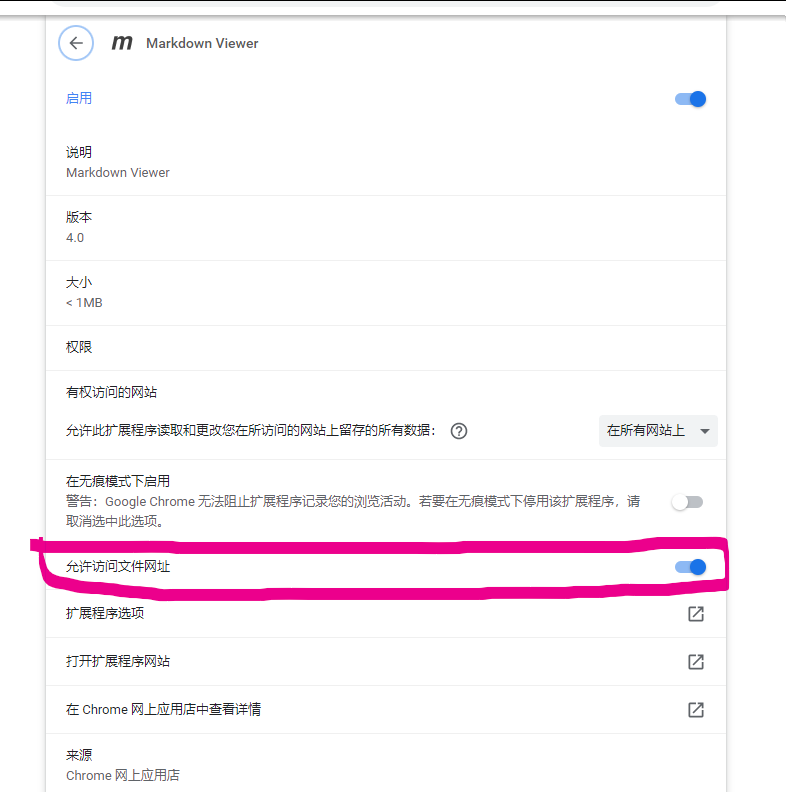 m Markdown Viewer
启用
说明
Markdown Viewer
版本
4.0
大小
< 1MB
权限
有权访问的网站
允许此扩展程序读取和更改您在所访问的网站上留存的所有数据： ? 在所有网站上
在无痕模式下启用
警告：Google Chrome 无法阻止扩展程序记录您的浏览活动。若要在无痕模式下停用该扩展程序，请
取消选中此选项。
允许访问文件网址
扩展程序选项
打开扩展程序网站
在 Chrome 网上应用店中查看详情
来源
Chrome 网上应用店